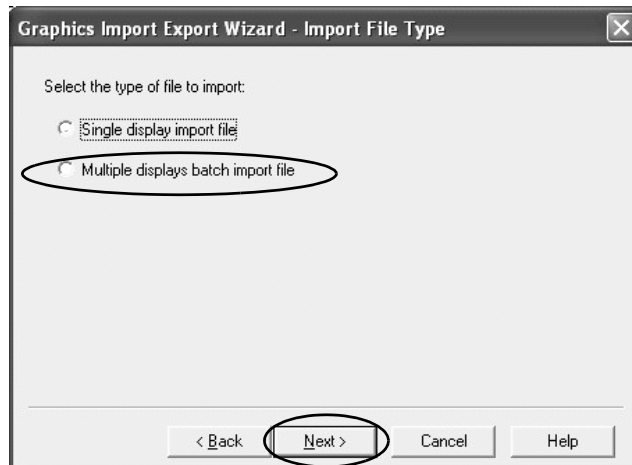 Graphics Import Export Wizard - Import File Type
Select the type of file to import:
Single display import file
Multiple displays batch import file
< Back Next > Cancel Help